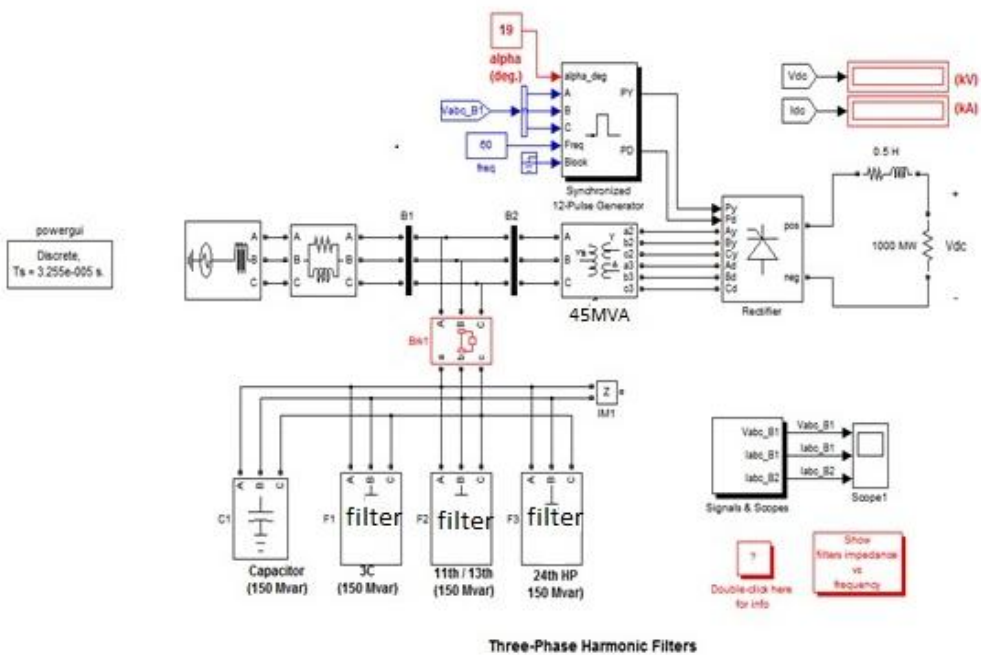 19
alpha
(deg.)
alpha_deg
A
B
C
Freq
Block
PY
PD
Vabc_B1
60
freq
Synchronized
12-Pulse Generator
Vdc
(kV)
Idc
(kA)
0.5 H
+
1000 MW
Vdc
-
powergui
Discrete,
Ts = 3.255e-005 s.
A
B
C
A
B
C
A
B
C
B1
B2
A
B
C
Y
a2
b2
c2
a3
b3
c3
45MVA
Py
Pd
Ay
By
Cy
Ad
Bd
Cd
pos
neg
Rectifier
A
B
C
Brk1
a
b
c
Z
IM1
A
B
C
C1
Capacitor
(150 Mvar)
A
B
C
F1
filter
3C
(150 Mvar)
A
B
C
F2
filter
11th / 13th
(150 Mvar)
A
B
C
F3
filter
24th HP
150 Mvar)
Vabc_B1
Iabc_B1
Iabc_B2
Vabc_B1
Iabc_B1
Iabc_B2
Signals & Scopes
Scope1
?
Double-click here
for info
Show
filters impedance
vs
frequency
Three-Phase Harmonic Filters